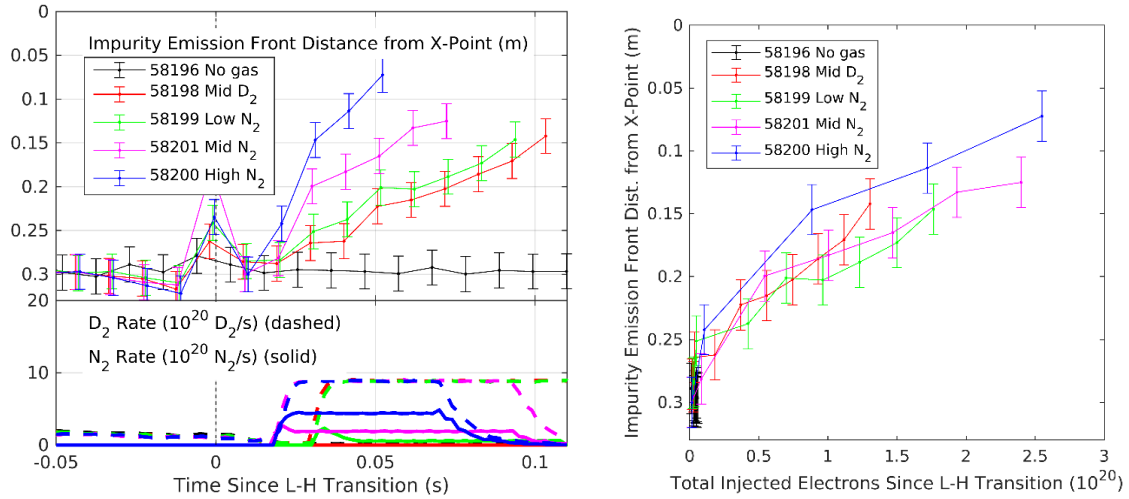 Impurity Emission Front Distance from X-Point (m)
58196 No gas
58198 Mid D2
58199 Low N2
58201 Mid N2
58200 High N2
0
0.05
0.1
0.15
0.2
0.25
0.3
20
D2 Rate (10^20 D2/s) (dashed)
N2 Rate (10^20 N2/s) (solid)
10
0
-0.05
0
0.05
0.1
Time Since L-H Transition (s)
Impurity Emission Front Dist. from X-Point (m)
0
0.05
0.1
0.15
0.2
0.25
0.3
58196 No gas
58198 Mid D2
58199 Low N2
58201 Mid N2
58200 High N2
0
0.5
1
1.5
2
2.5
3
Total Injected Electrons Since L-H Transition (10^20)